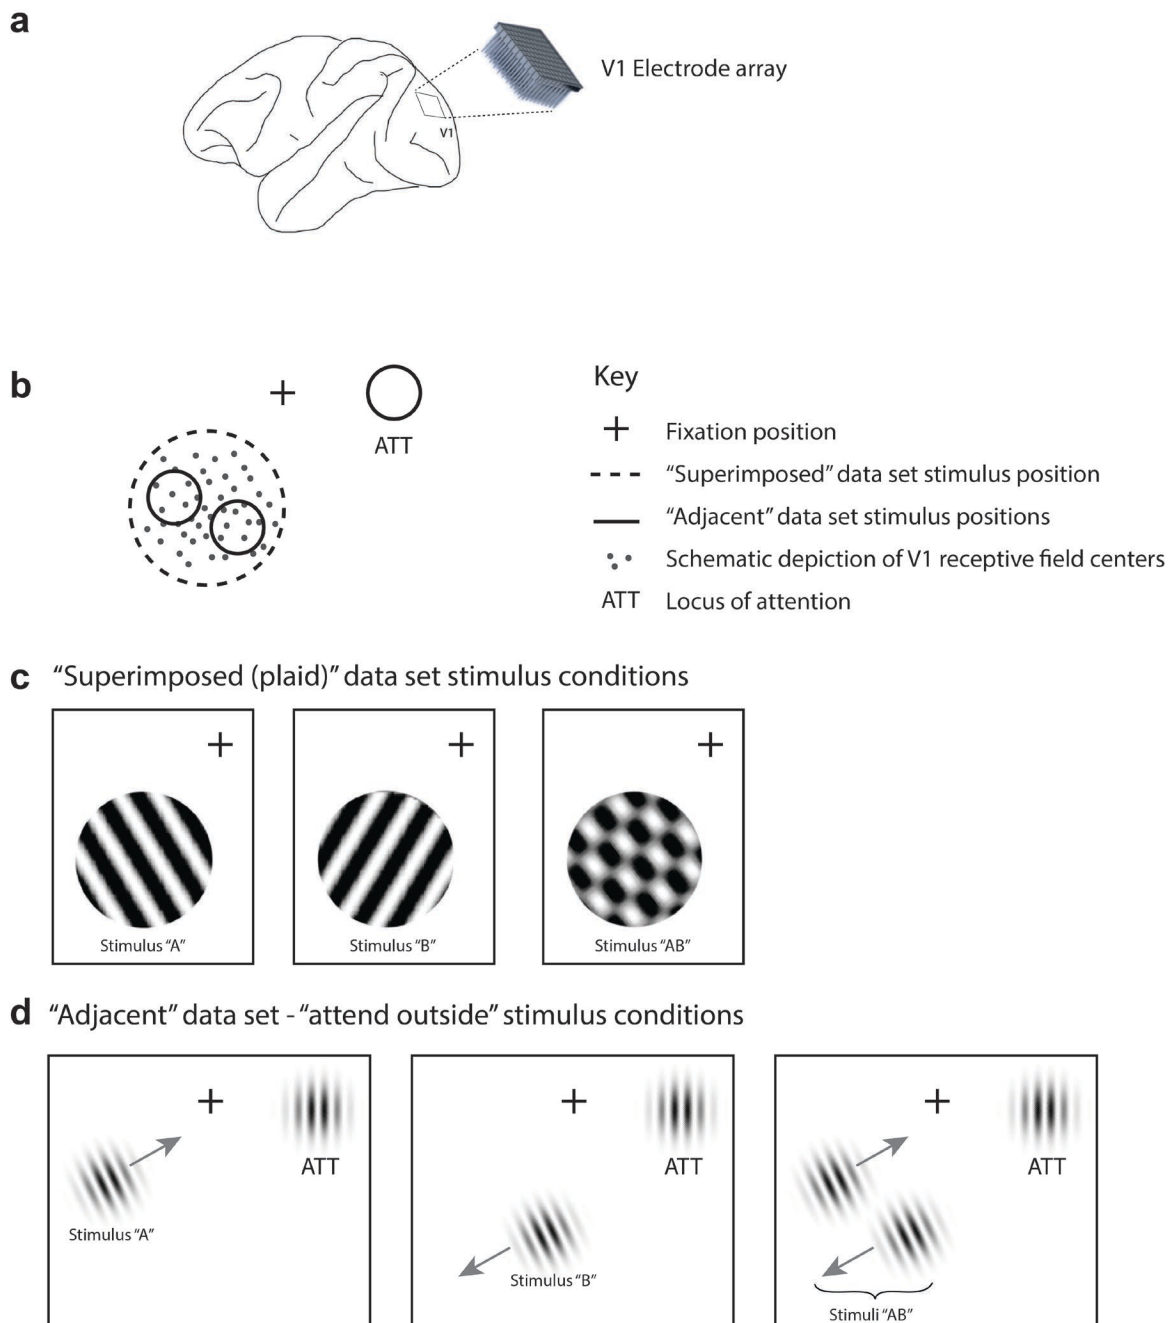 a
V1 Electrode array
V1
b
+
ATT
Key
+ Fixation position
“Superimposed” data set stimulus position
“Adjacent” data set stimulus positions
Schematic depiction of V1 receptive field centers
ATT Locus of attention
c “Superimposed (plaid)” data set stimulus conditions
+ + +
Stimulus “A” Stimulus “B” Stimulus “AB”
d “Adjacent” data set - “attend outside” stimulus conditions
+ + +
ATT ATT ATT
Stimulus “A”
Stimulus “B”
Stimuli “AB”